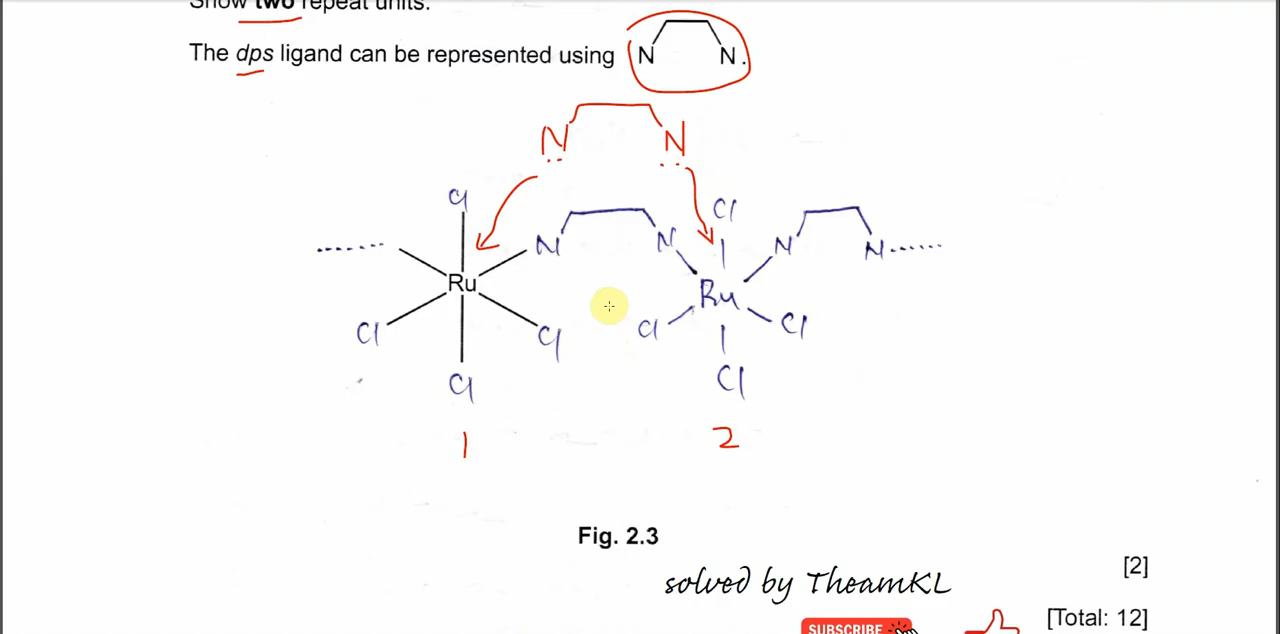 Show two repeat units.
The dps ligand can be represented using N N.
N N
Cl Cl
N N N N
Ru Ru
Cl Cl Cl Cl
Cl Cl
1 2
Fig. 2.3
[2]
solved by TheamKL
[Total: 12]
SUBSCRIBE